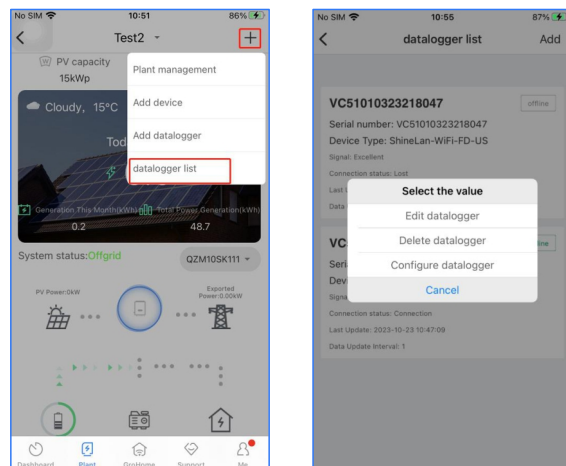 No SIM 10:51 86%
Test2
PV capacity
15kWp
Plant management
Add device
Add datalogger
datalogger list
Cloudy, 15°C
Tod
Generation This Month(kWh)
Total Power Generation(kWh)
0.2
48.7
System status:Offgrid
QZM10SK111
PV Power:0kW
Exported
Power:0.00kW
Dashboard Plant GroHome Support Me
No SIM 10:55 87%
datalogger list Add
VC51010323218047
offline
Serial number: VC51010323218047
Device Type: ShineLan-WiFi-FD-US
Signal: Excellent
Connection status: Lost
Last
Data
Select the value
Edit datalogger
Delete datalogger
Configure datalogger
Cancel
VC
Seri
Devi
Signa
Connection status: Connection
Last Update: 2023-10-23 10:47:09
Data Update Interval: 1